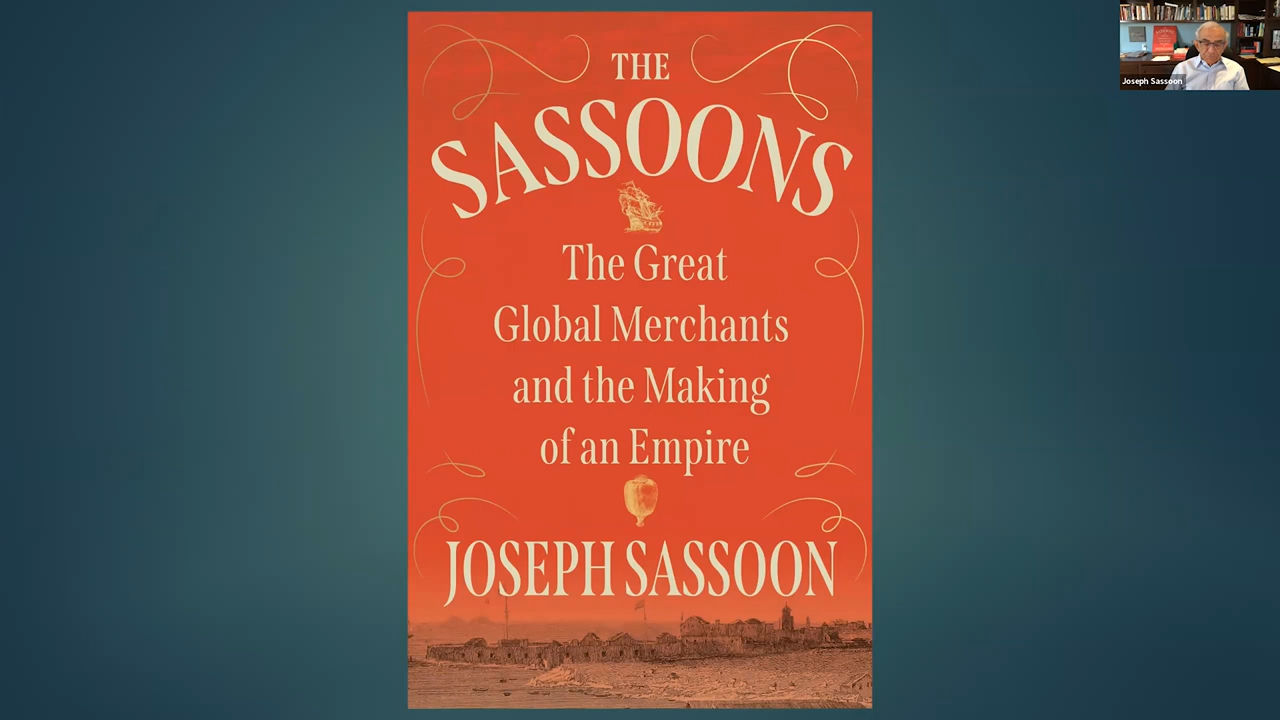 THE
SASSOONS
The Great
Global Merchants
and the Making
of an Empire
JOSEPH SASSOON
Joseph Sassoon